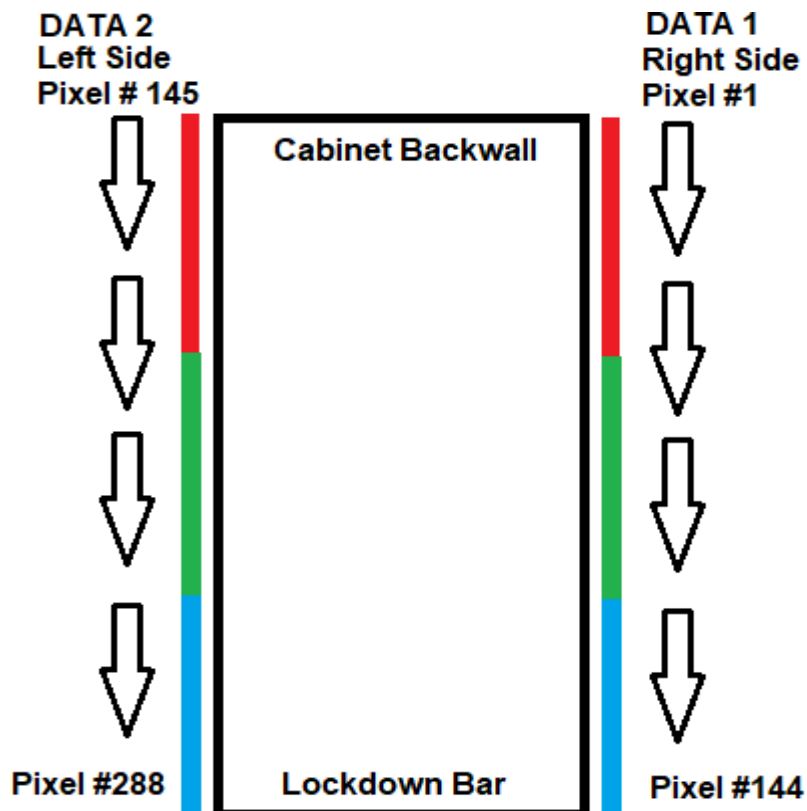 DATA 2
Left Side
Pixel # 145
DATA 1
Right Side
Pixel #1
Cabinet Backwall
Pixel #288
Lockdown Bar
Pixel #144